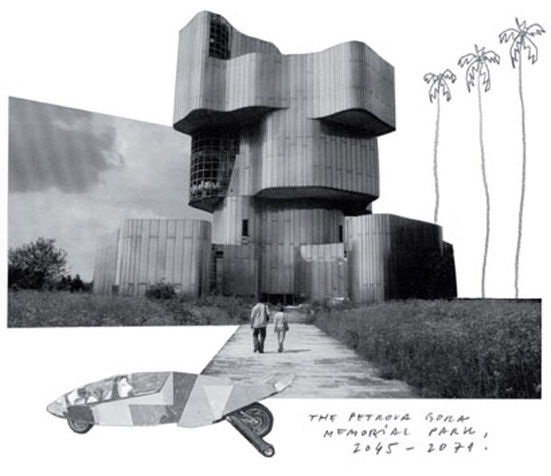 THE PETROVA GORA
MEMORIAL PARK,
2045 – 2071.